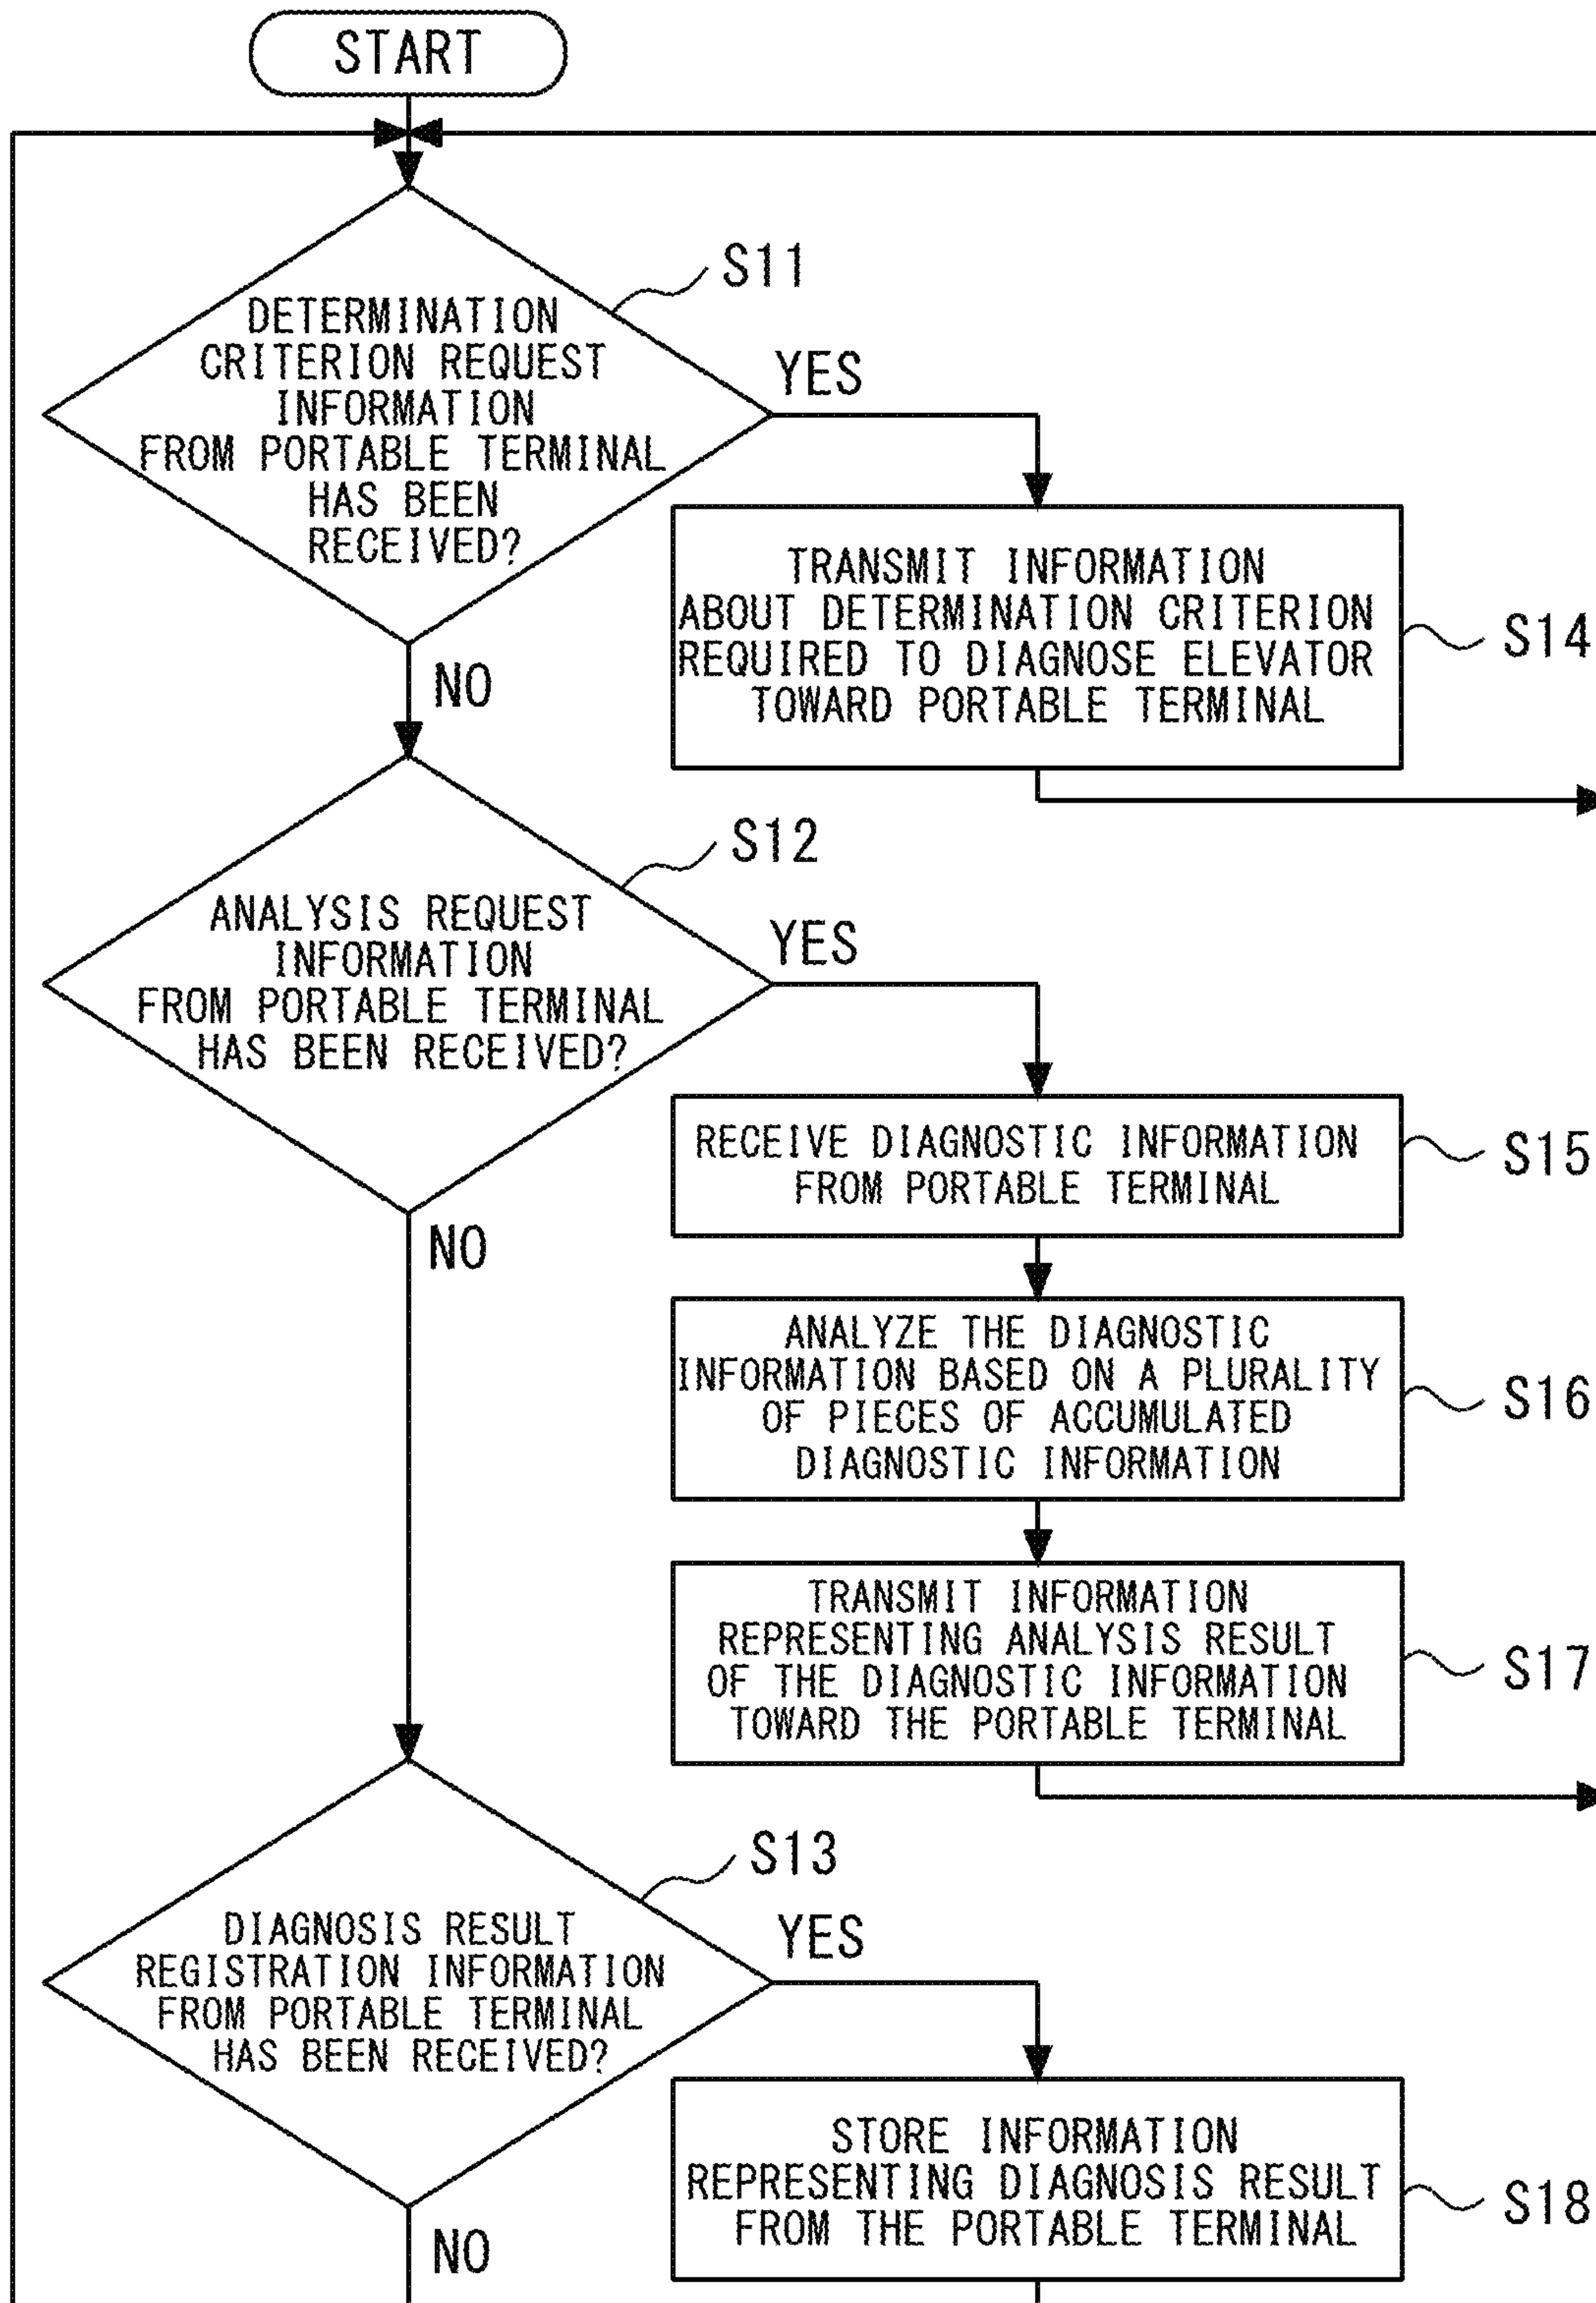 START
S11
DETERMINATION
CRITERION REQUEST
INFORMATION
FROM PORTABLE TERMINAL
HAS BEEN
RECEIVED?
YES
NO
TRANSMIT INFORMATION
ABOUT DETERMINATION CRITERION
REQUIRED TO DIAGNOSE ELEVATOR
TOWARD PORTABLE TERMINAL
S14
S12
ANALYSIS REQUEST
INFORMATION
FROM PORTABLE TERMINAL
HAS BEEN RECEIVED?
YES
NO
RECEIVE DIAGNOSTIC INFORMATION
FROM PORTABLE TERMINAL
S15
ANALYZE THE DIAGNOSTIC
INFORMATION BASED ON A PLURALITY
OF PIECES OF ACCUMULATED
DIAGNOSTIC INFORMATION
S16
TRANSMIT INFORMATION
REPRESENTING ANALYSIS RESULT
OF THE DIAGNOSTIC INFORMATION
TOWARD THE PORTABLE TERMINAL
S17
S13
DIAGNOSIS RESULT
REGISTRATION INFORMATION
FROM PORTABLE TERMINAL
HAS BEEN RECEIVED?
YES
NO
STORE INFORMATION
REPRESENTING DIAGNOSIS RESULT
FROM THE PORTABLE TERMINAL
S18